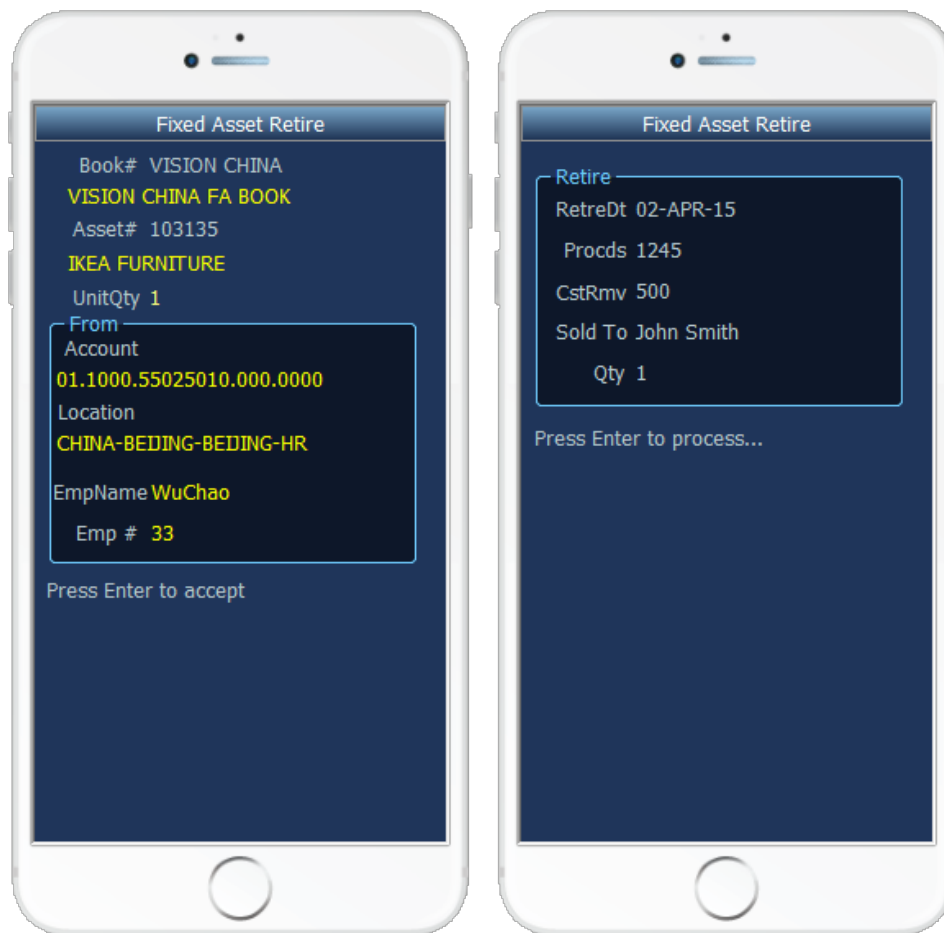 Fixed Asset Retire
Book# VISION CHINA
VISION CHINA FA BOOK
Asset# 103135
IKEA FURNITURE
UnitQty 1
From
Account
01.1000.55025010.000.0000
Location
CHINA-BEIJING-BEIJING-HR
EmpName WuChao
Emp # 33
Press Enter to accept
Fixed Asset Retire
Retire
RetreDt 02-APR-15
Procds 1245
CstRmv 500
Sold To John Smith
Qty 1
Press Enter to process...